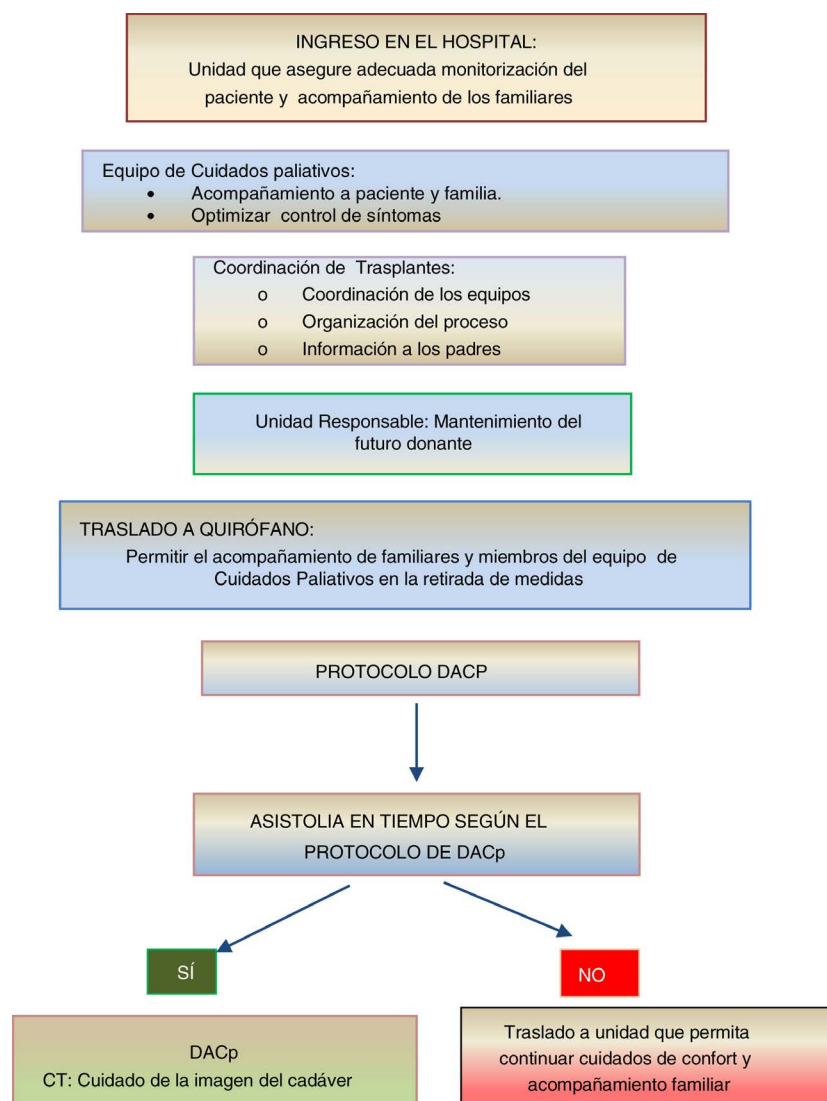 INGRESO EN EL HOSPITAL:
Unidad que asegure adecuada monitorización del
paciente y acompañamiento de los familiares
Equipo de Cuidados paliativos:
• Acompañamiento a paciente y familia.
• Optimizar control de síntomas
Coordinación de Trasplantes:
o Coordinación de los equipos
o Organización del proceso
o Información a los padres
Unidad Responsable: Mantenimiento del
futuro donante
TRASLADO A QUIRÓFANO:
Permitir el acompañamiento de familiares y miembros del equipo de
Cuidados Paliativos en la retirada de medidas
PROTOCOLO DACP
ASISTOLIA EN TIEMPO SEGÚN EL
PROTOCOLO DE DACp
SÍ
NO
DACp
CT: Cuidado de la imagen del cadáver
Traslado a unidad que permita
continuar cuidados de confort y
acompañamiento familiar